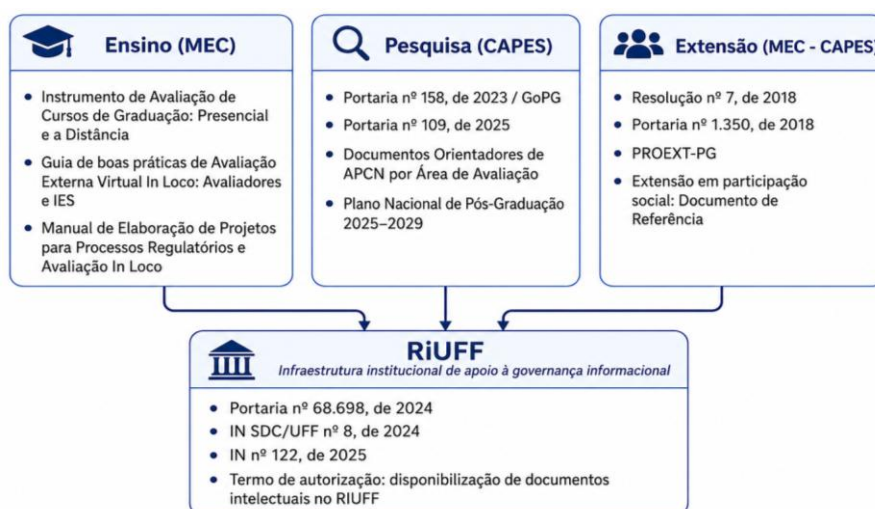 Ensino (MEC)
• Instrumento de Avaliação de
Cursos de Graduação: Presencial
e a Distância
• Guia de boas práticas de Avaliação
Externa Virtual In Loco: Avaliadores
e IES
• Manual de Elaboração de Projetos
para Processos Regulatórios e
Avaliação In Loco
Pesquisa (CAPES)
• Portaria nº 158, de 2023 / GoPG
• Portaria nº 109, de 2025
• Documentos Orientadores de
APCN por Área de Avaliação
• Plano Nacional de Pós-Graduação
2025–2029
Extensão (MEC - CAPES)
• Resolução nº 7, de 2018
• Portaria nº 1.350, de 2018
• PROEXT-PG
• Extensão em participação
social: Documento de
Referência
RiUFF
Infraestrutura institucional de apoio à governança informacional
• Portaria nº 68.698, de 2024
• IN SDC/UFF nº 8, de 2024
• IN nº 122, de 2025
• Termo de autorização: disponibilização de documentos
intelectuais no RIUFF